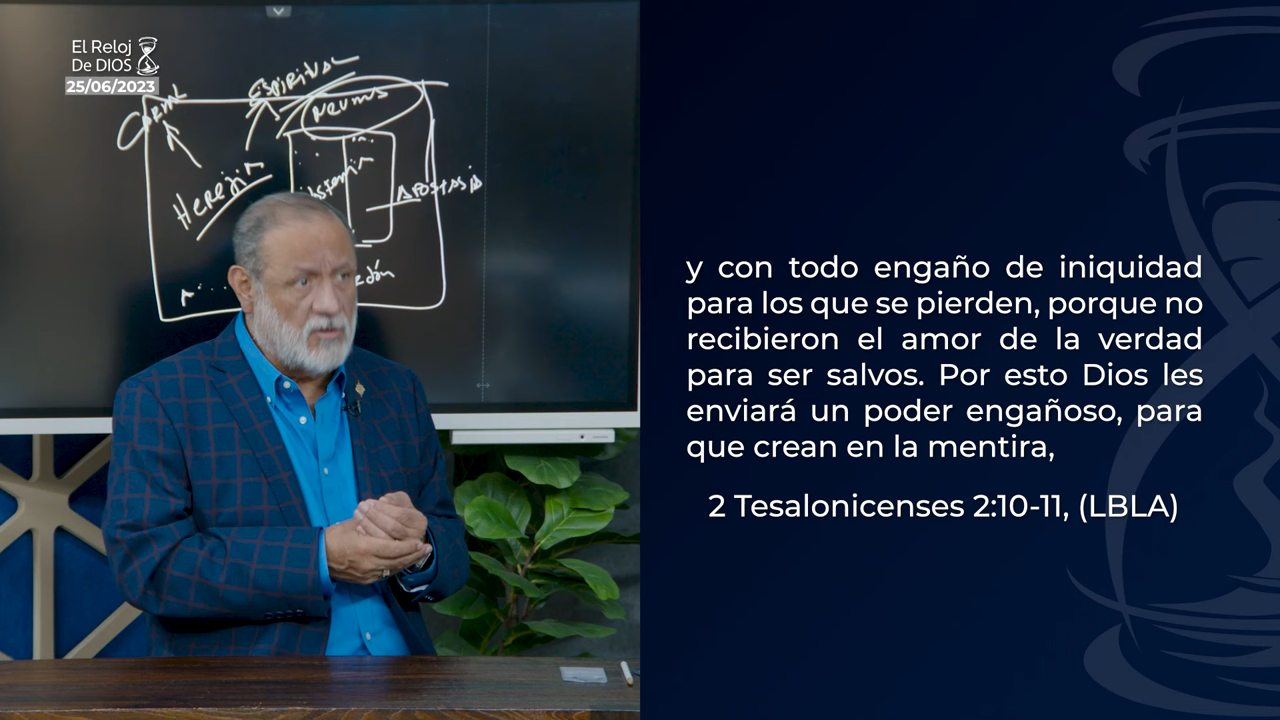 El Reloj
De DIOS
25/06/2023
ESPIRITUAL
Herejía
APOSTASIA
y con todo engaño de iniquidad
para los que se pierden, porque no
recibieron el amor de la verdad
para ser salvos. Por esto Dios les
enviará un poder engañoso, para
que crean en la mentira,
2 Tesalonicenses 2:10-11, (LBLA)